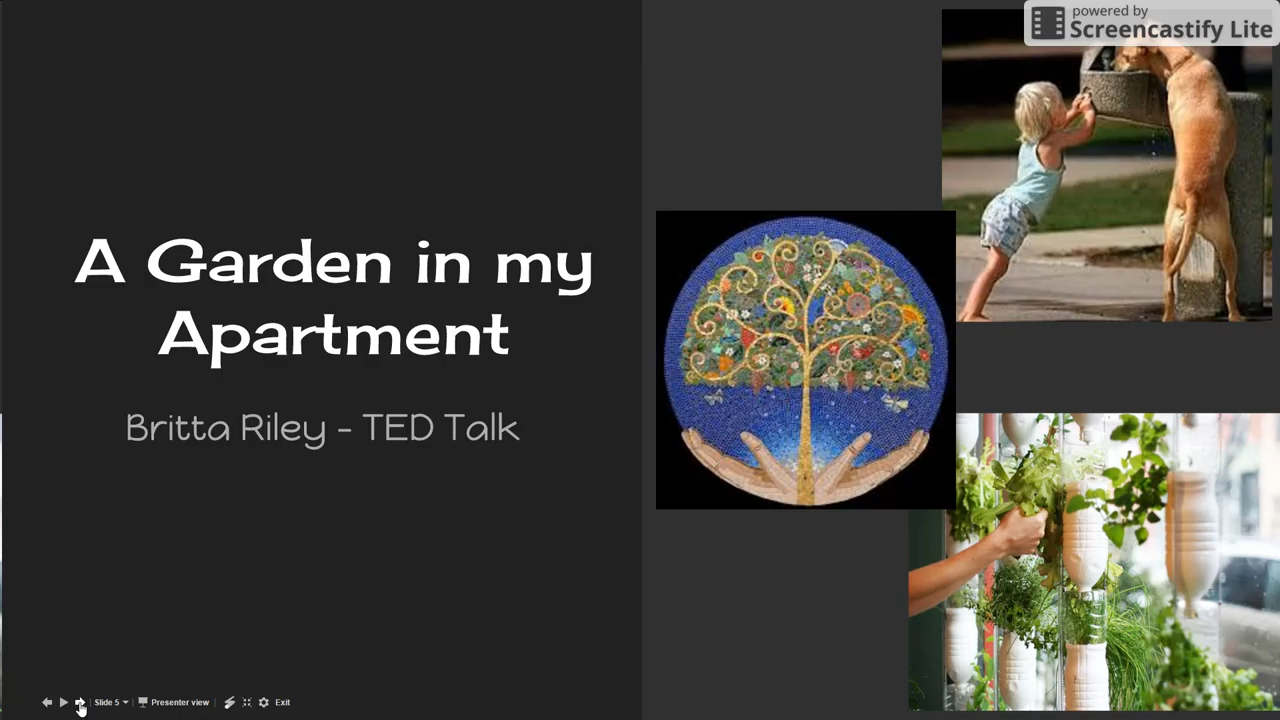 powered by
Screencastify Lite
A Garden in my
Apartment
Britta Riley - TED Talk
Slide 5
Presenter view
Exit